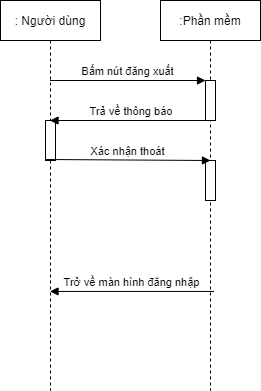 : Người dùng
:Phần mềm
Bấm nút đăng xuất
Trả về thông báo
Xác nhận thoát
Trở về màn hình đăng nhập